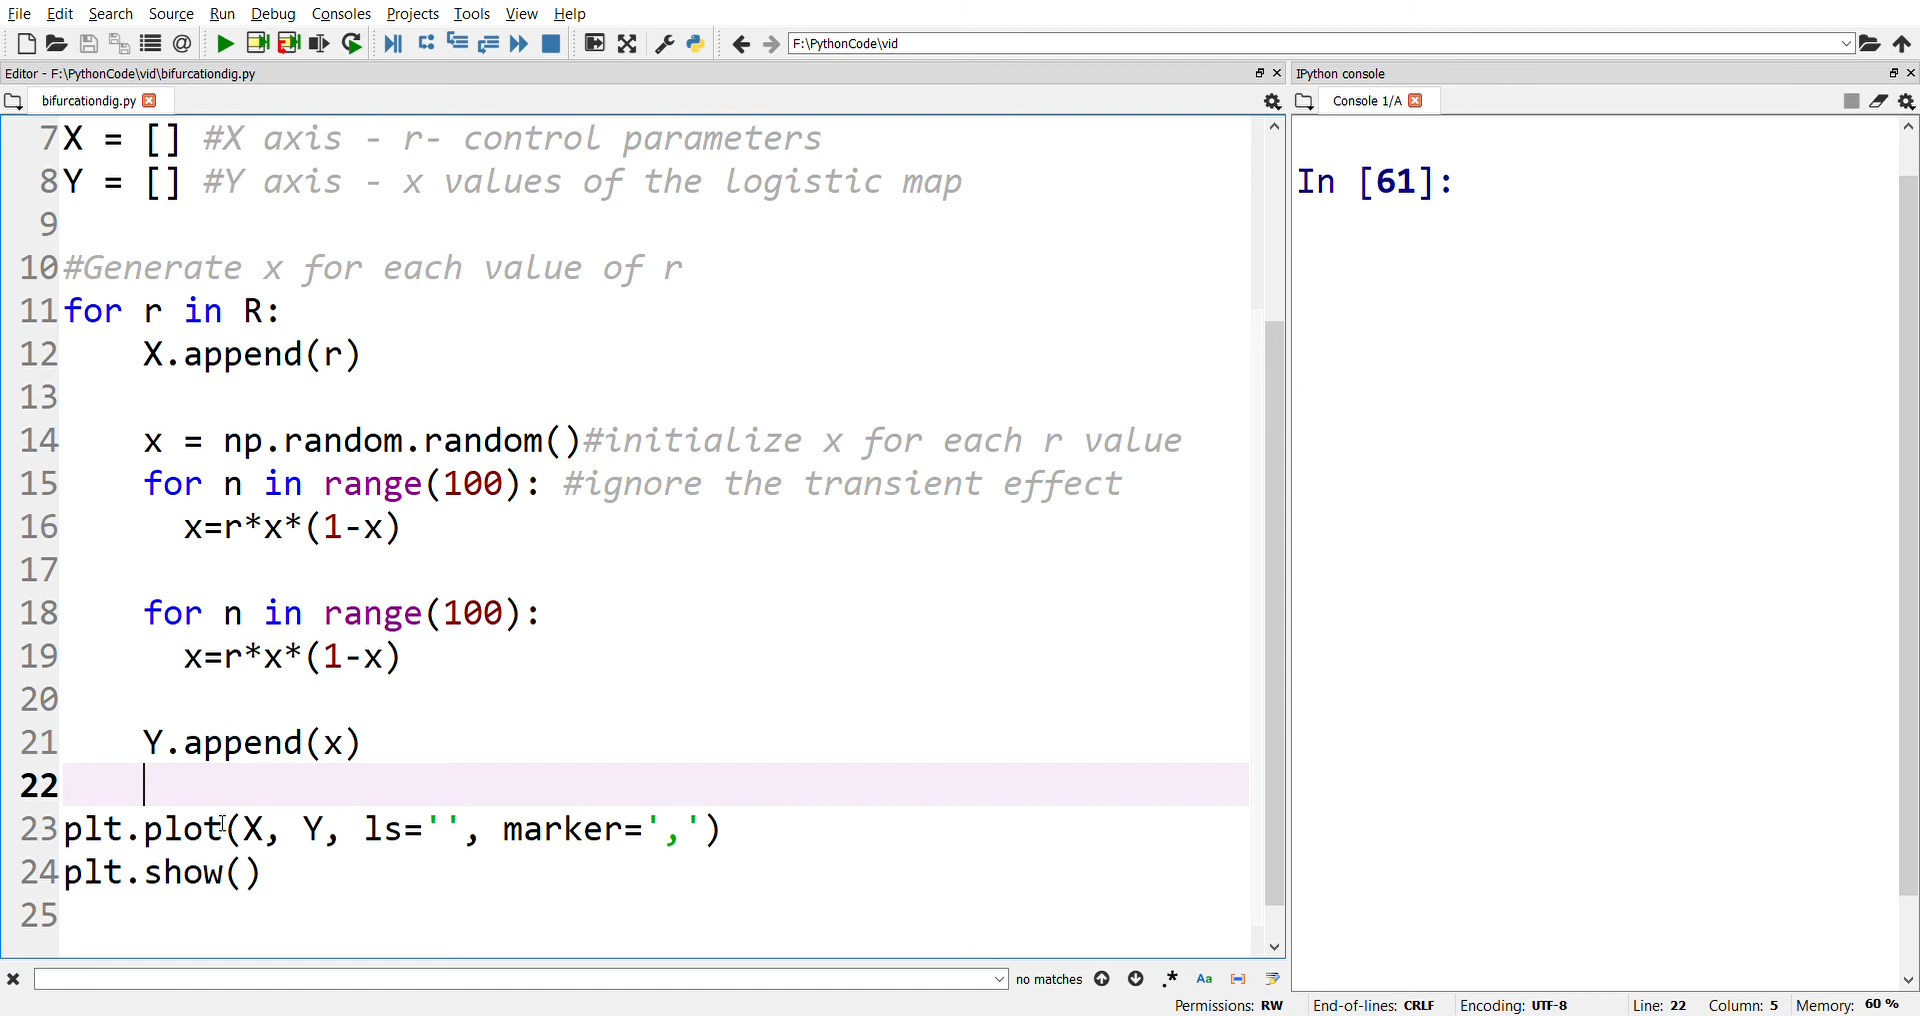 File Edit Search Source Run Debug Consoles Projects Tools View Help
F:\PythonCode\vid
Editor - F:\PythonCode\vid\bifurcationdig.py
IPython console
bifurcationdig.py
Console 1/A
7 X = [] #X axis - r- control parameters
8 Y = [] #Y axis - x values of the logistic map
9
10 #Generate x for each value of r
11 for r in R:
12     X.append(r)
13
14     x = np.random.random()#initialize x for each r value
15     for n in range(100): #ignore the transient effect
16       x=r*x*(1-x)
17
18     for n in range(100):
19       x=r*x*(1-x)
20
21     Y.append(x)
22
23 plt.plot(X, Y, ls='', marker=',')
24 plt.show()
25
In [61]:
no matches
.* Aa
Permissions: RW End-of-lines: CRLF Encoding: UTF-8 Line: 22 Column: 5 Memory: 60 %